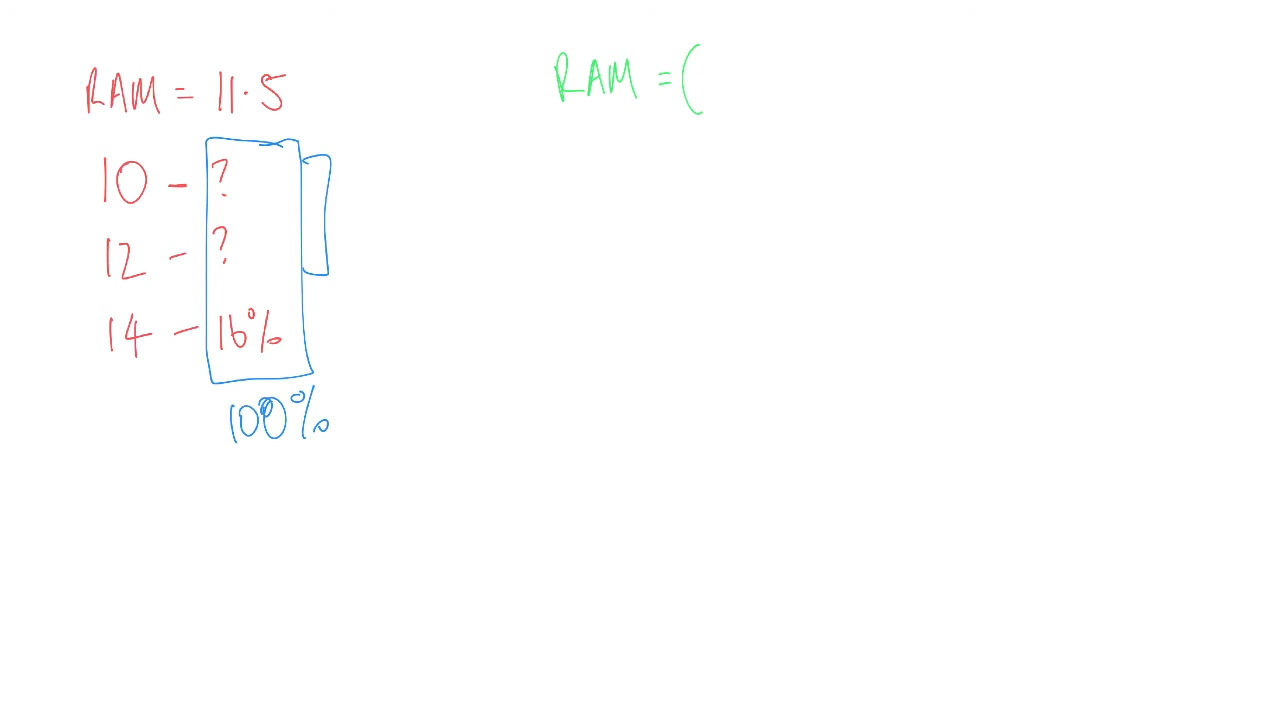 RAM = 11.5
RAM = (
10 - ?
12 - ?
14 - 16%
100%